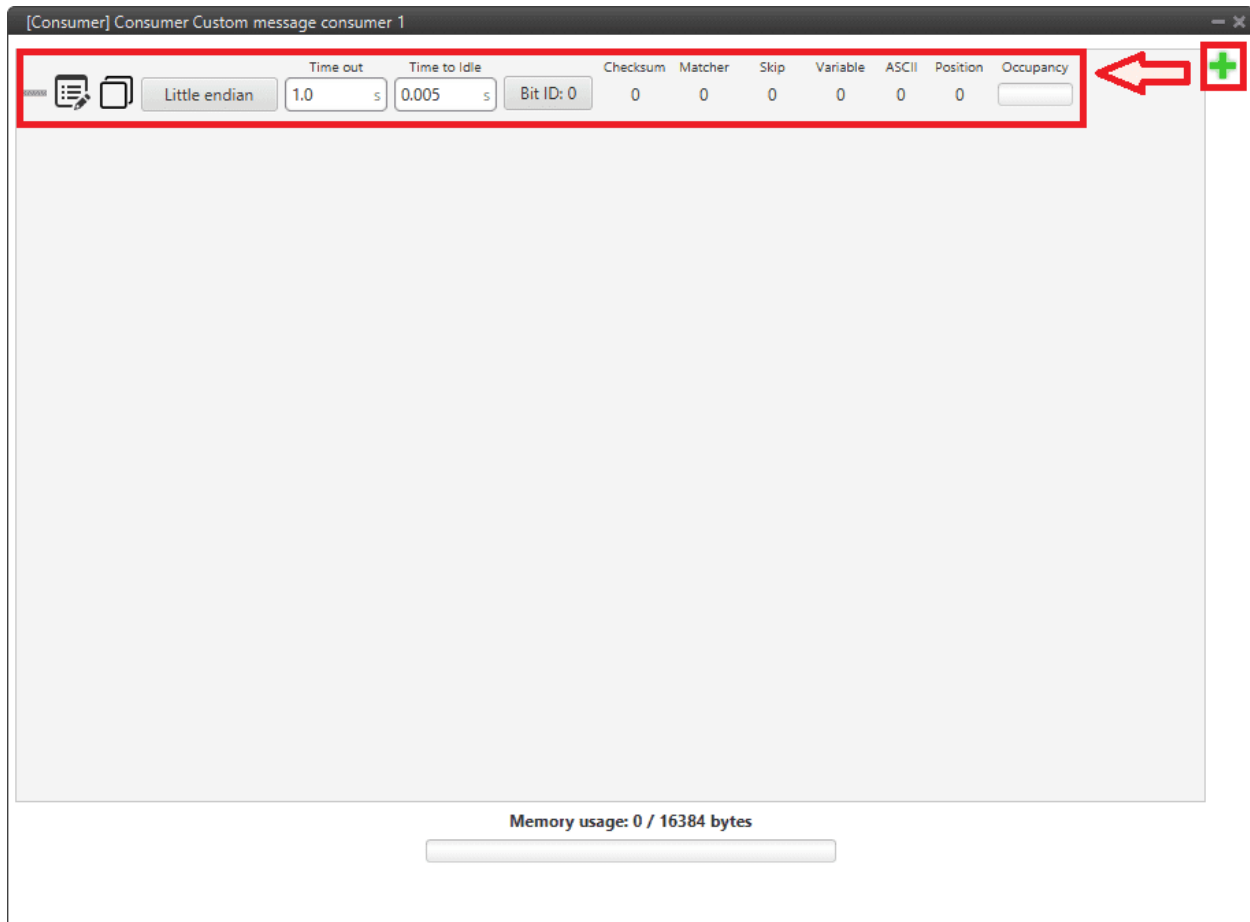 [Consumer] Consumer Custom message consumer 1
Time out Time to Idle Checksum Matcher Skip Variable ASCII Position Occupancy
Little endian 1.0 s 0.005 s Bit ID: 0 0 0 0 0 0 0
Memory usage: 0 / 16384 bytes